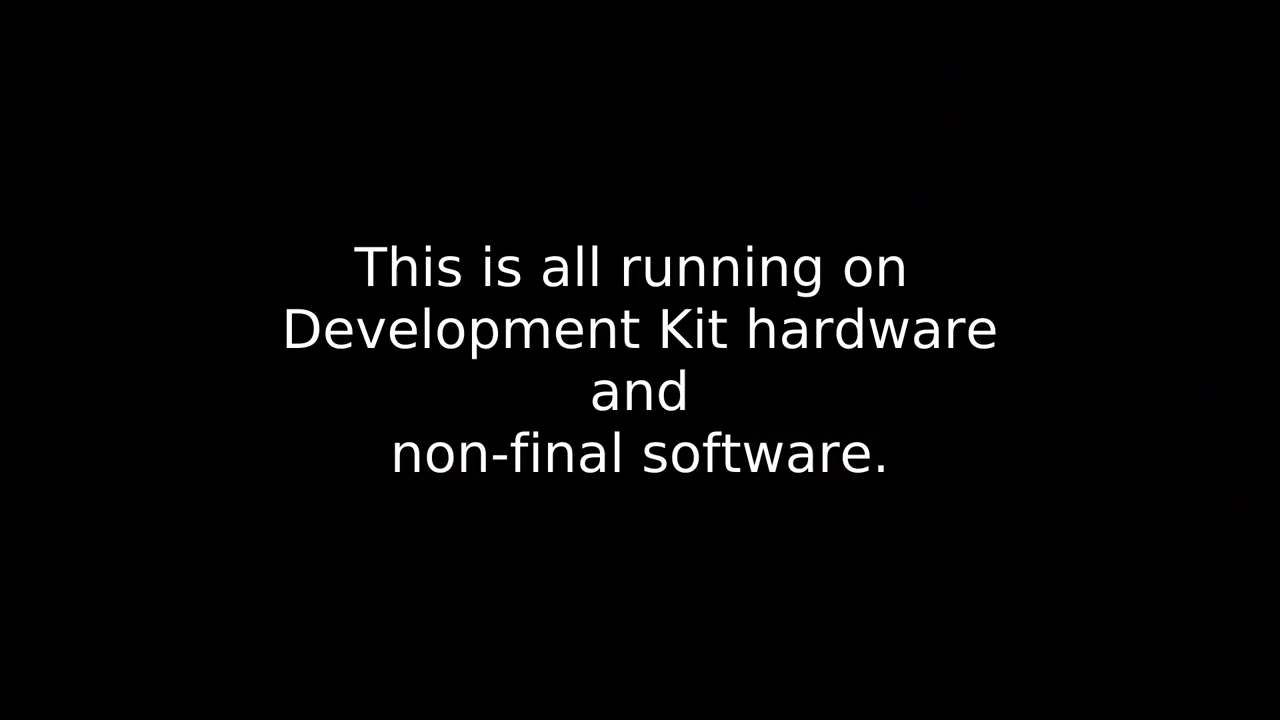 This is all running on
Development Kit hardware
and
non-final software.